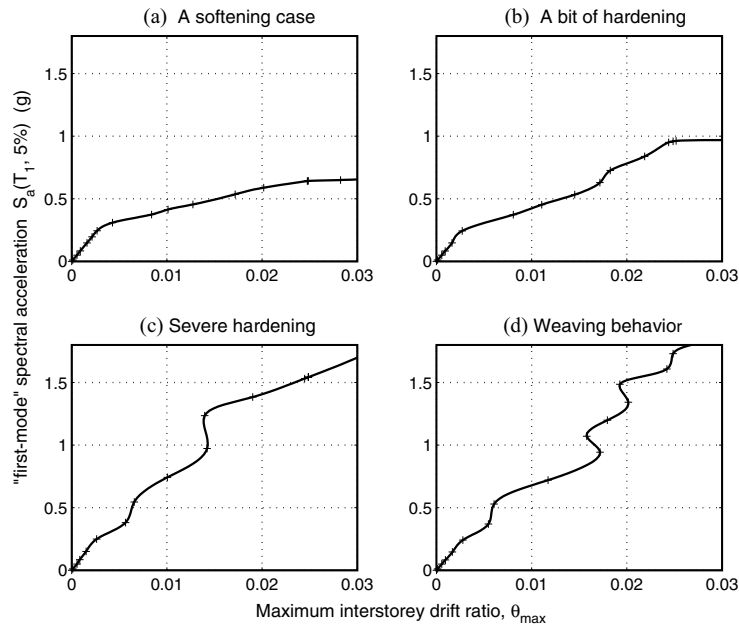 (a) A softening case
(b) A bit of hardening
1.5
1
0.5
0
0 0.01 0.02 0.03
1.5
1
0.5
0
0 0.01 0.02 0.03
(c) Severe hardening
(d) Weaving behavior
1.5
1
0.5
0
0 0.01 0.02 0.03
1.5
1
0.5
0
0 0.01 0.02 0.03
"first-mode" spectral acceleration Sa(T1, 5%) (g)
Maximum interstorey drift ratio, θmax